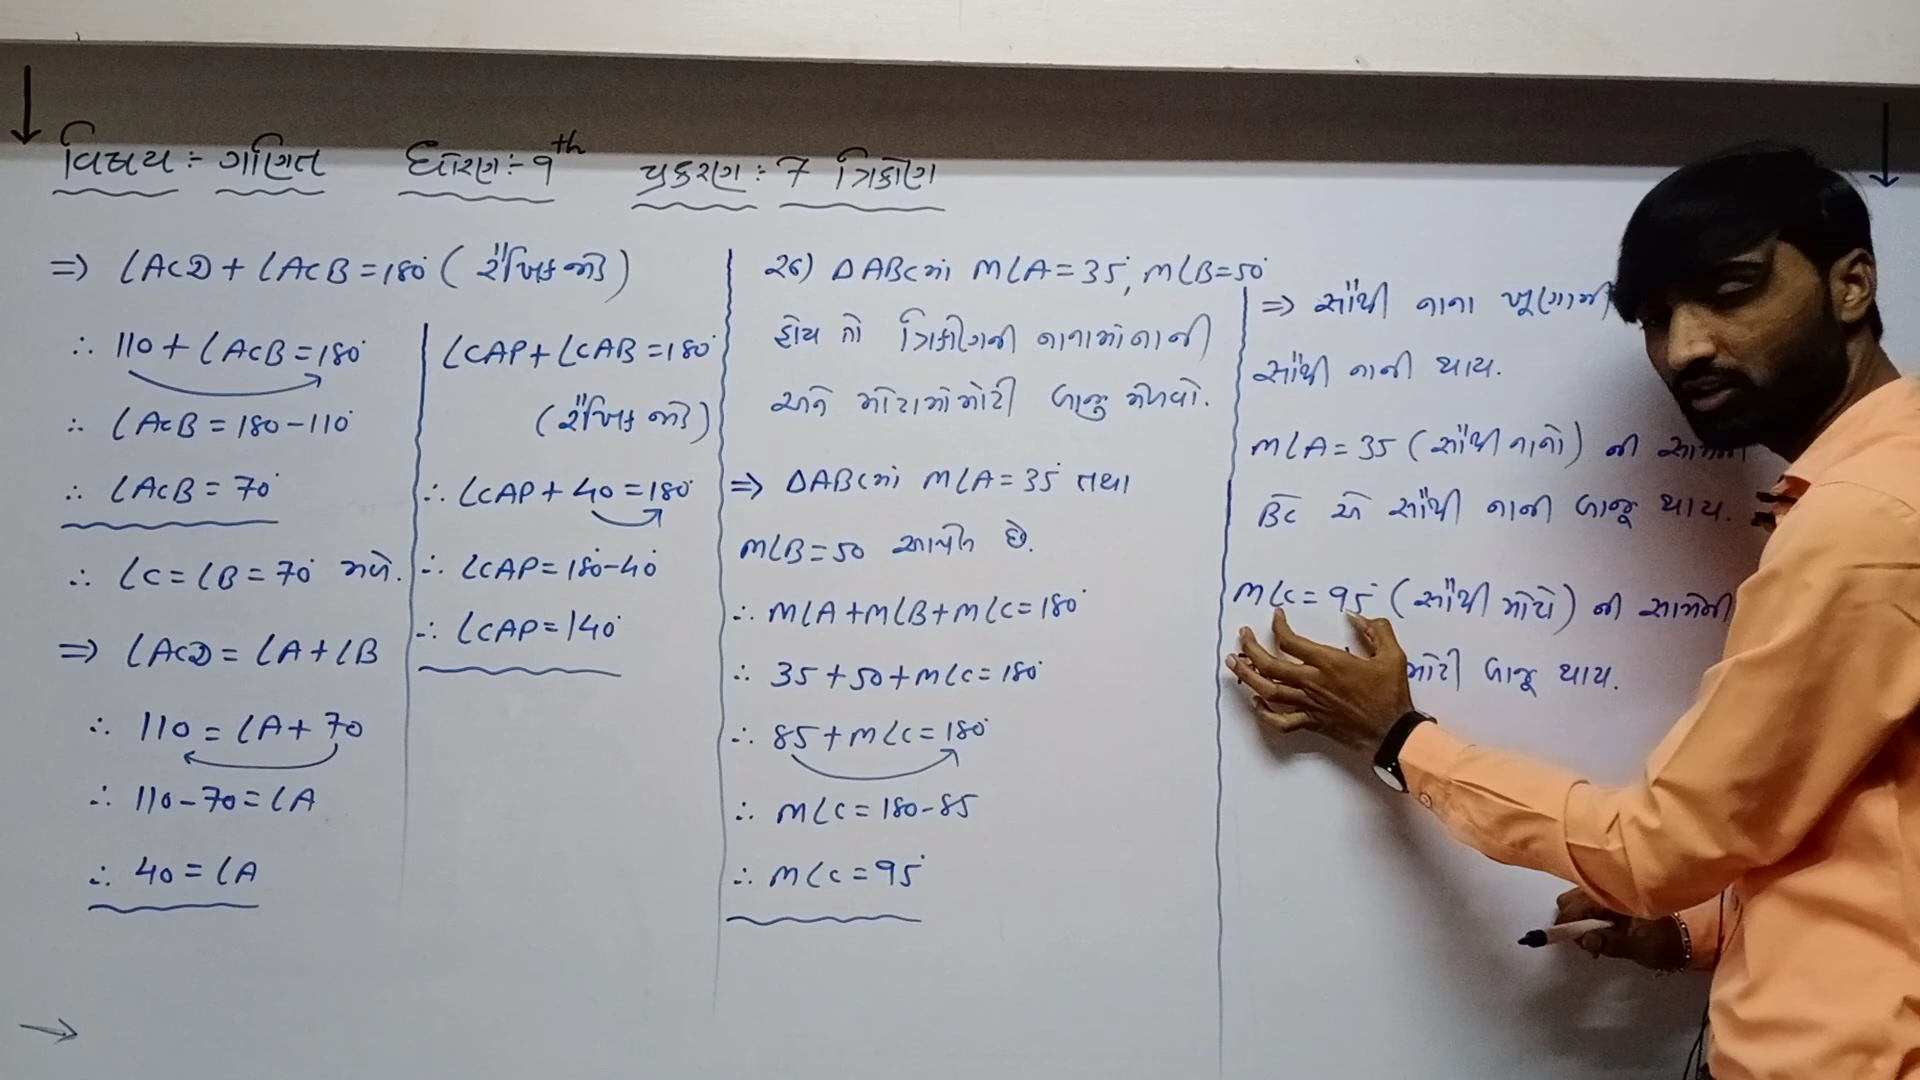 વિષય :- ગણિત ધોરણ :- 9th પ્રકરણ : 7 ત્રિકોણ
=> ∠ACD + ∠ACB = 180° ( રૈખિક જોડ )
∴ 110 + ∠ACB = 180°
∴ ∠ACB = 180 - 110°
∴ ∠ACB = 70°
∴ ∠C = ∠B = 70° મળે.
=> ∠ACD = ∠A + ∠B
∴ 110 = ∠A + 70
∴ 110 - 70 = ∠A
∴ 40 = ∠A
∠CAP + ∠CAB = 180°
( રૈખિક જોડ )
∴ ∠CAP + 40 = 180°
∴ ∠CAP = 180° - 40°
∴ ∠CAP = 140°
26) ΔABCમાં m∠A = 35°, m∠B = 50°
હોય તો ત્રિકોણની નાનામાંનાની
અને મોટામાંમોટી બાજુ મેળવો.
=> ΔABCમાં m∠A = 35° તથા
m∠B = 50 આપેલ છે.
∴ m∠A + m∠B + m∠C = 180°
∴ 35 + 50 + m∠C = 180°
∴ 85 + m∠C = 180°
∴ m∠C = 180 - 85
∴ m∠C = 95°
=> સૌથી નાના ખૂણાની
સૌથી નાની થાય.
m∠A = 35 ( સૌથી નાનો ) ની
BC એ સૌથી નાની બાજૂ થાય.
m∠C = 95° ( સૌથી મોટો ) ની સામેની
મોટી બાજૂ થાય.